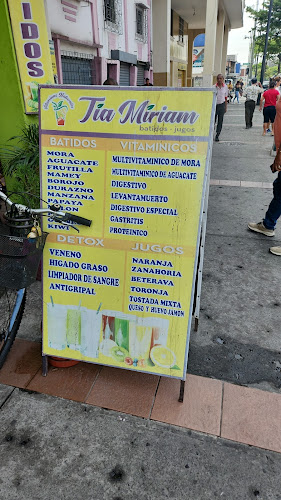 BIDOS
Tia Miriam
batidos - jugos
BATIDOS
MORA
AGUACATE
FRUTILLA
MAMEY
BOROJO
DURAZNO
MANZANA
PAPAYA
KIWI
VITAMÍNICOS
MULTIVITAMINICO DE MORA
MULTIVITAMINICO DE AGUACATE
DIGESTIVO
LEVANTAMUERTO
DIGESTIVO ESPECIAL
GASTRITIS
PROTEINICO
DETOX
VENENO
HIGADO GRASO
LIMPIADOR DE SANGRE
ANTIGRIPAL
JUGOS
NARANJA
ZANAHORIA
BETERAVA
TORONJA
TOSTADA MIXTA
QUESO Y HUEVO JAMON